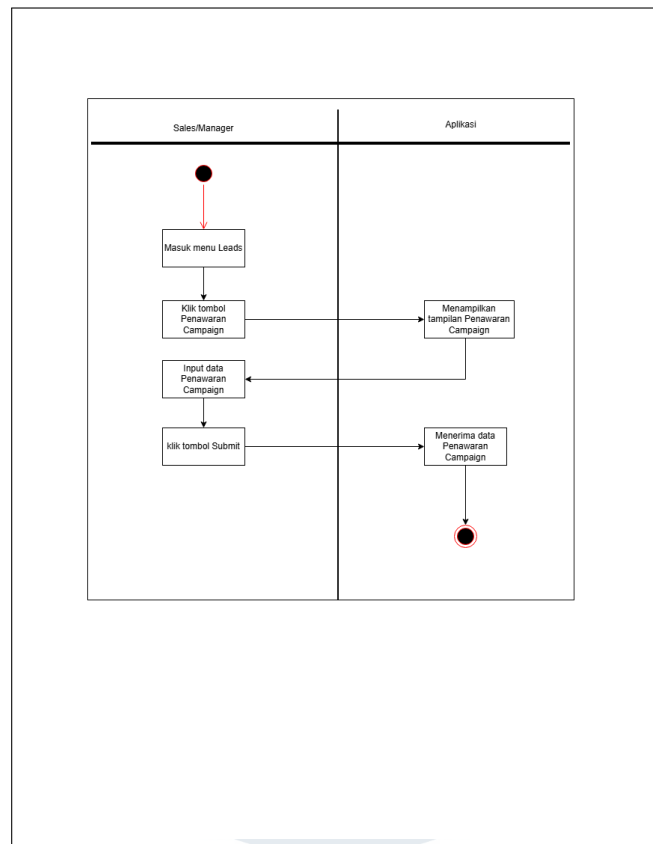 Sales/Manager
Aplikasi
Masuk menu Leads
Klik tombol
Penawaran
Campaign
Menampilkan
tampilan Penawaran
Campaign
Input data
Penawaran
Campaign
klik tombol Submit
Menerima data
Penawaran
Campaign